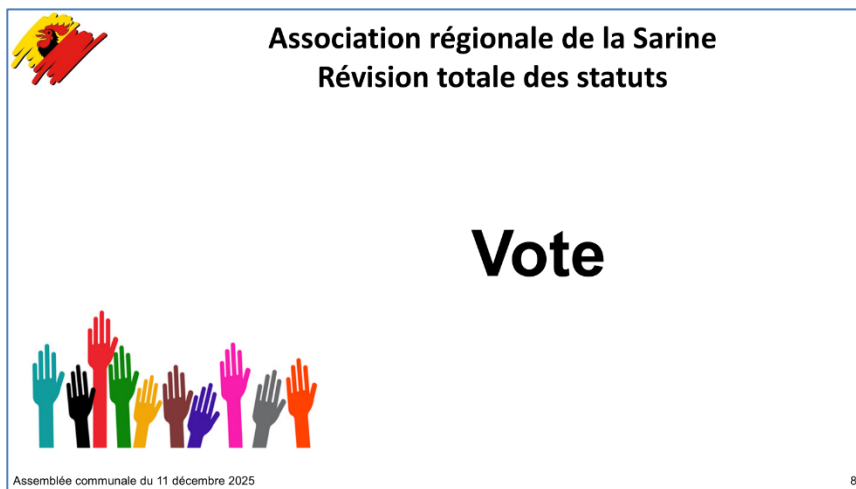 Association régionale de la Sarine
Révision totale des statuts
Vote
Assemblée communale du 11 décembre 2025
8